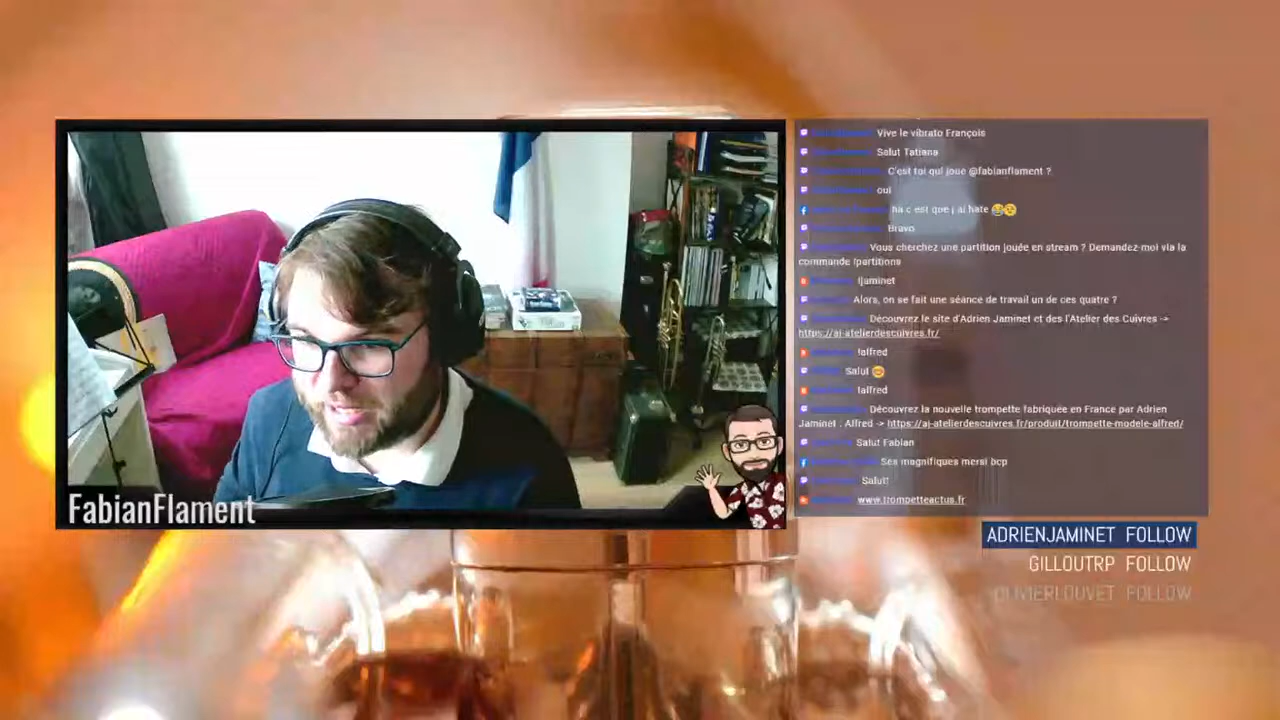 Vive le vibrato François
Salut Tatiana
C'est toi qui joue @fabianflament ?
oui
ha c est que j ai hate
Bravo
Vous cherchez une partition jouée en stream ? Demandez-moi via la
commande !partitions
!jaminet
Alors, on se fait une séance de travail un de ces quatre ?
Découvrez le site d'Adrien Jaminet et des l'Atelier des Cuivres ->
https://aj-atelierdescuivres.fr/
!alfred
Salut
!alfred
Découvrez la nouvelle trompette fabriquée en France par Adrien
Jaminet : Alfred -> https://aj-atelierdescuivres.fr/produit/trompette-modele-alfred/
Salut Fabian
Ses magnifiques mersi bcp
Salut!
www.trompetteactus.fr
FabianFlament
ADRIENJAMINET FOLLOW
GILLOUTRP FOLLOW
OLIVIERLOUVET FOLLOW